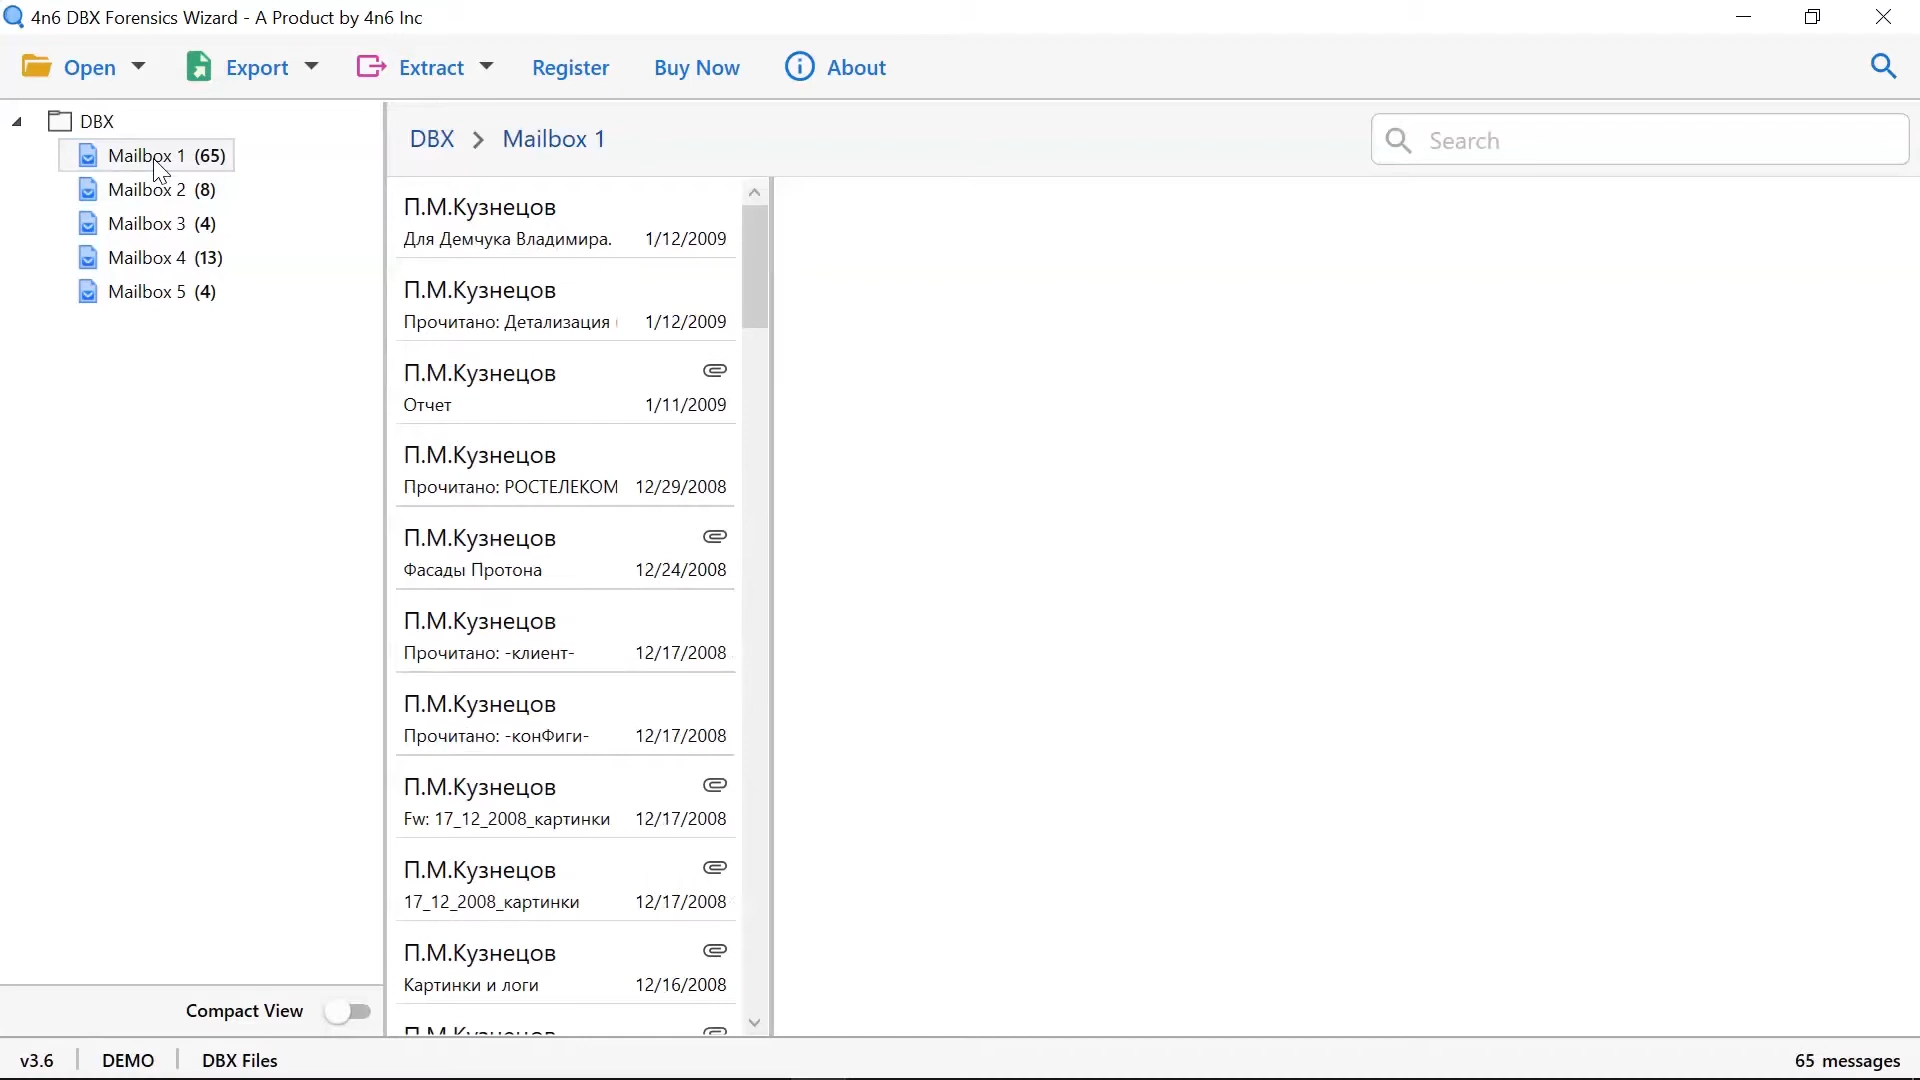 4n6 DBX Forensics Wizard - A Product by 4n6 Inc
Open Export Extract Register Buy Now About
DBX
Mailbox 1 (65)
Mailbox 2 (8)
Mailbox 3 (4)
Mailbox 4 (13)
Mailbox 5 (4)
Compact View
DBX > Mailbox 1
Search
П.М.Кузнецов
Для Демчука Владимира. 1/12/2009
П.М.Кузнецов
Прочитано: Детализация 1/12/2009
П.М.Кузнецов
Отчет 1/11/2009
П.М.Кузнецов
Прочитано: РОСТЕЛЕКОМ 12/29/2008
П.М.Кузнецов
Фасады Протона 12/24/2008
П.М.Кузнецов
Прочитано: -клиент- 12/17/2008
П.М.Кузнецов
Прочитано: -конФиги- 12/17/2008
П.М.Кузнецов
Fw: 17_12_2008_картинки 12/17/2008
П.М.Кузнецов
17_12_2008_картинки 12/17/2008
П.М.Кузнецов
Картинки и логи 12/16/2008
v3.6 DEMO DBX Files 65 messages